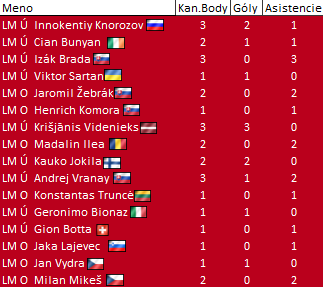 Meno Kan.Body Góly Asistencie
LM Ú Innokentiy Knorozov 3 2 1
LM Ú Cian Bunyan 2 1 1
LM Ú Izák Brada 3 0 3
LM Ú Viktor Sartan 1 1 0
LM O Jaromil Žebrák 2 0 2
LM O Henrich Komora 1 0 1
LM Ú Krišjānis Videnieks 3 3 0
LM O Madalin Ilea 2 0 2
LM Ú Kauko Jokila 2 2 0
LM Ú Andrej Vranay 3 1 2
LM O Konstantas Truncė 1 0 1
LM Ú Geronimo Bionaz 1 1 0
LM Ú Gion Botta 1 0 1
LM O Jaka Lajevec 1 0 1
LM O Jan Vydra 1 1 0
LM O Milan Mikeš 2 0 2